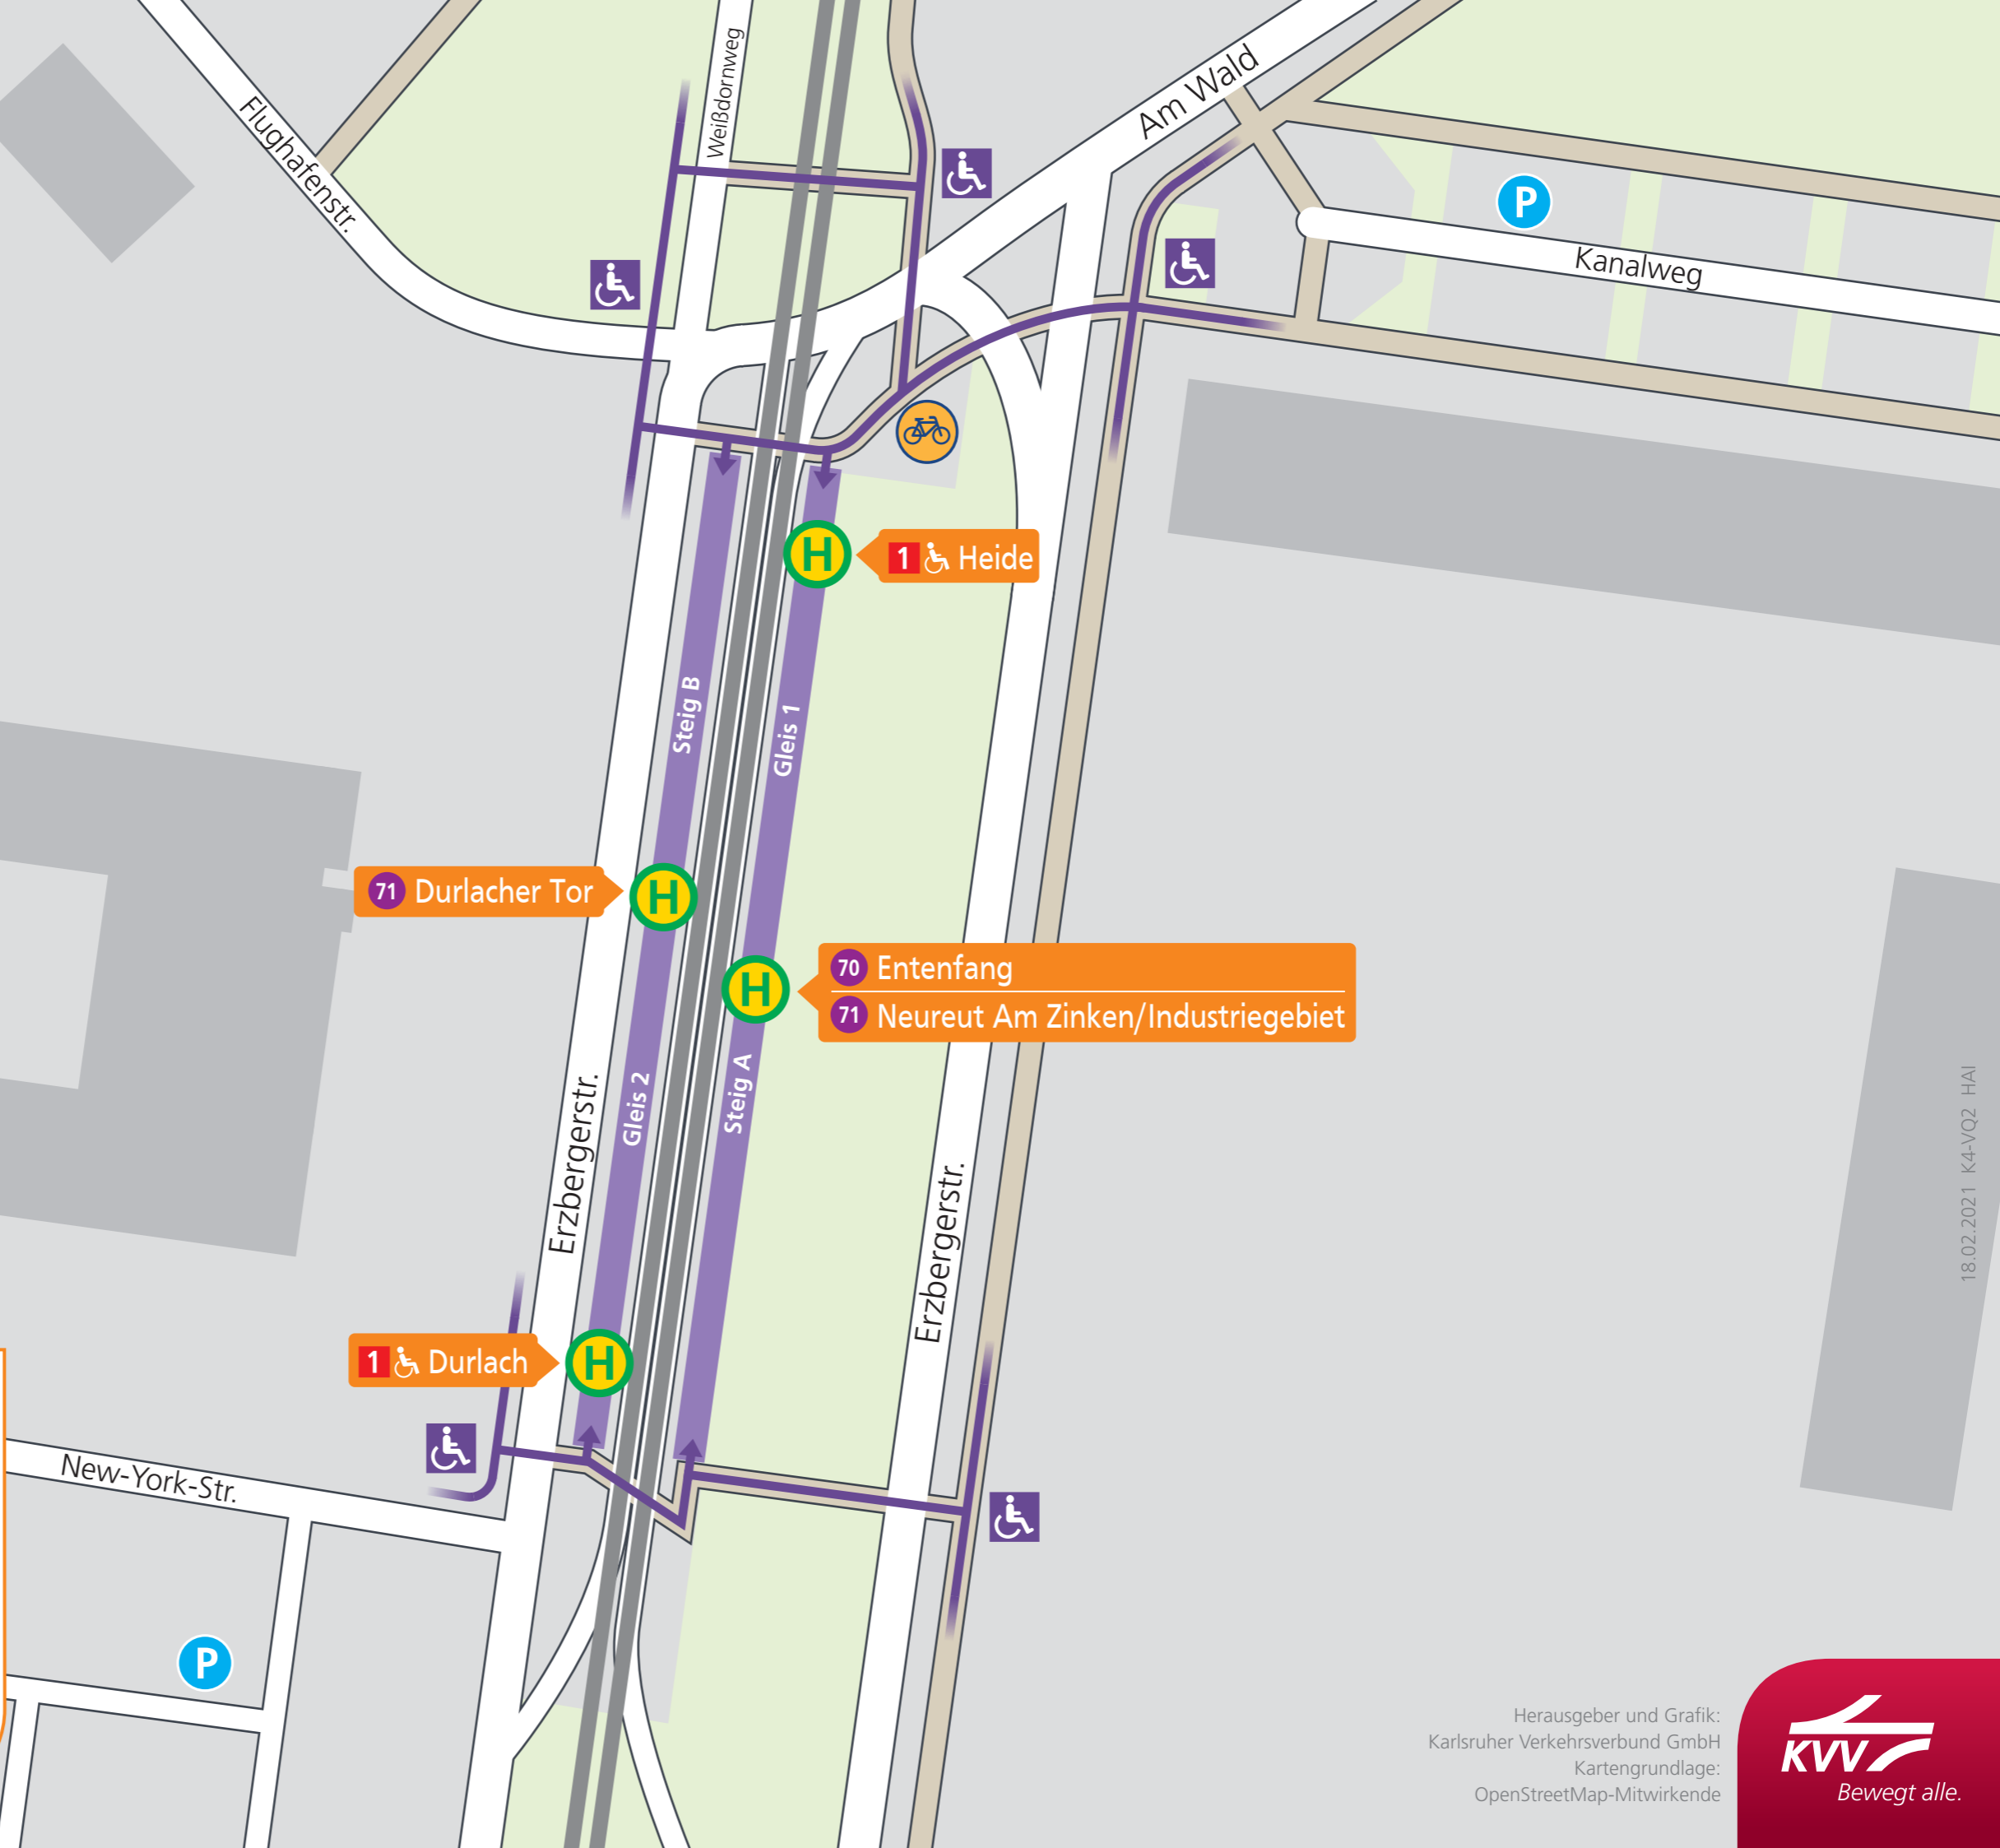 Weißdornweg
Am Wald
Flughafenstr.
P
Kanalweg
H
1 Heide
Steig B
Gleis 1
71 Durlacher Tor
H
H
70 Entenfang
71 Neureut Am Zinken/Industriegebiet
Gleis 2
Steig A
Erzbergerstr.
Erzbergerstr.
18.02.2021 K4-VQ2 HAI
1 Durlach
H
New-York-Str.
P
Herausgeber und Grafik:
Karlsruher Verkehrsverbund GmbH
Kartengrundlage:
OpenStreetMap-Mitwirkende
KVV
Bewegt alle.